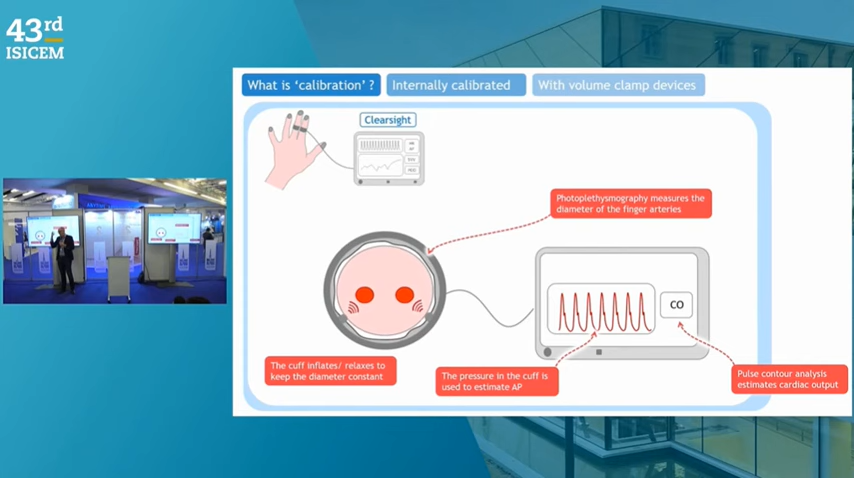 43rd
ISICEM
What is ‘calibration’ ?
Internally calibrated
With volume clamp devices
Clearsight
Photoplethysmography measures the
diameter of the finger arteries
CO
The cuff inflates/ relaxes to
keep the diameter constant
The pressure in the cuff is
used to estimate AP
Pulse contour analysis
estimates cardiac output